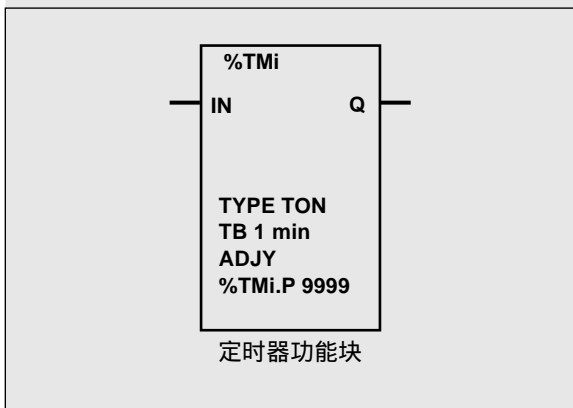 %TMi
IN Q
TYPE TON
TB 1 min
ADJY
%TMi.P 9999
定时器功能块